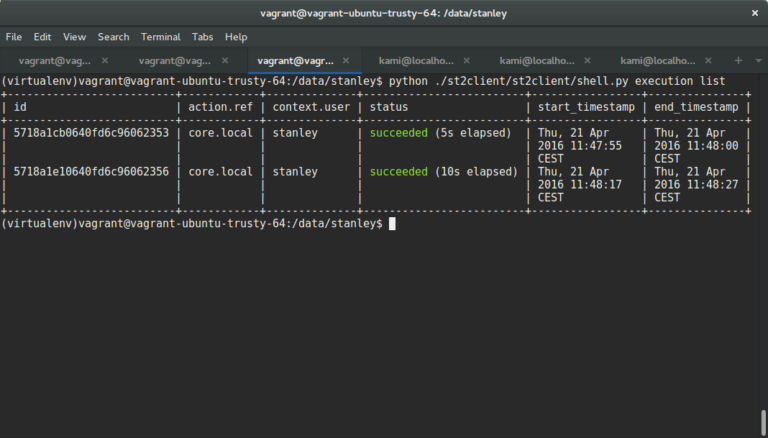 vagrant@vagrant-ubuntu-trusty-64: /data/stanley
File Edit View Search Terminal Tabs Help
vagrant@vag... × vagrant@vag... × vagrant@vagr... × kami@localho... × kami@localho... × kami@localho... ×
(virtualenv)vagrant@vagrant-ubuntu-trusty-64:/data/stanley$ python ./st2client/st2client/shell.py execution list
+--------------------------+------------+--------------+------------------------+-----------------+---------------+
| id | action.ref | context.user | status | start_timestamp | end_timestamp |
+--------------------------+------------+--------------+------------------------+-----------------+---------------+
| 5718a1cb0640fd6c96062353 | core.local | stanley | succeeded (5s elapsed) | Thu, 21 Apr | Thu, 21 Apr |
| | | | | 2016 11:47:55 | 2016 11:48:00 |
| | | | | CEST | CEST |
| 5718a1e10640fd6c96062356 | core.local | stanley | succeeded (10s elapsed) | Thu, 21 Apr | Thu, 21 Apr |
| | | | | 2016 11:48:17 | 2016 11:48:27 |
| | | | | CEST | CEST |
+--------------------------+------------+--------------+------------------------+-----------------+---------------+
(virtualenv)vagrant@vagrant-ubuntu-trusty-64:/data/stanley$